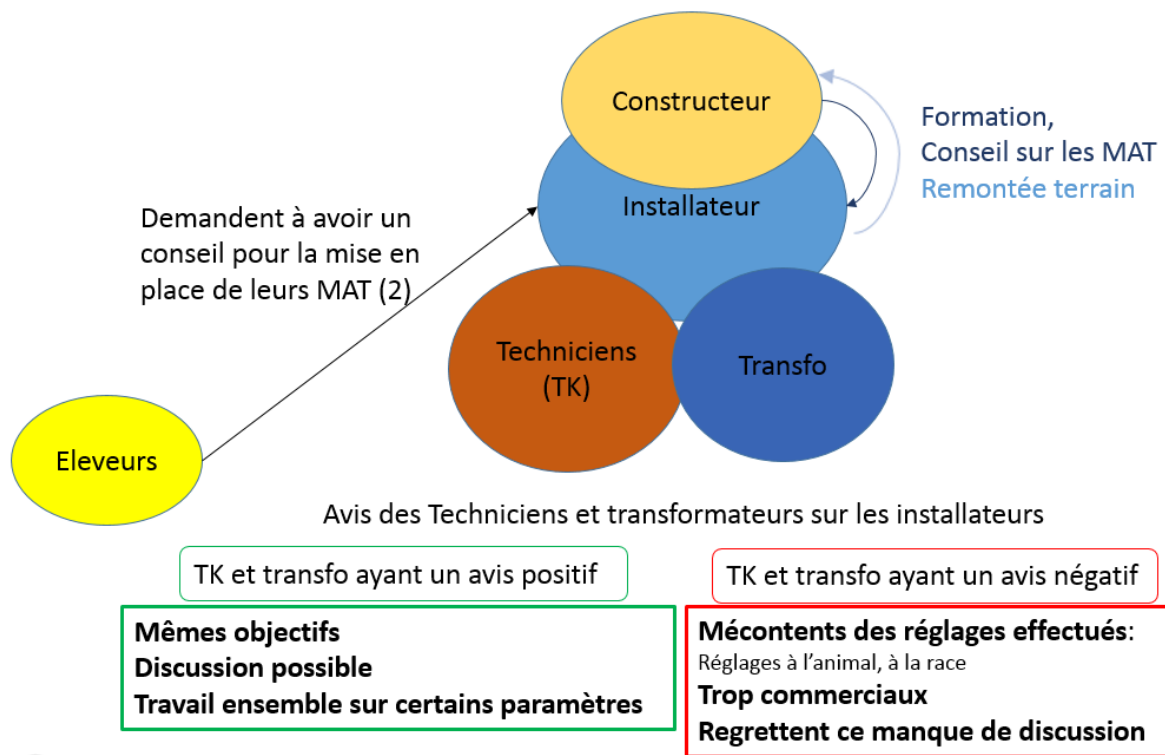 Constructeur
Formation,
Conseil sur les MAT
Remontée terrain
Installateur
Demandent à avoir un
conseil pour la mise en
place de leurs MAT (2)
Techniciens
(TK)
Transfo
Eleveurs
Avis des Techniciens et transformateurs sur les installateurs
TK et transfo ayant un avis positif
Mêmes objectifs
Discussion possible
Travail ensemble sur certains paramètres
TK et transfo ayant un avis négatif
Mécontents des réglages effectués:
Réglages à l’animal, à la race
Trop commerciaux
Regrettent ce manque de discussion